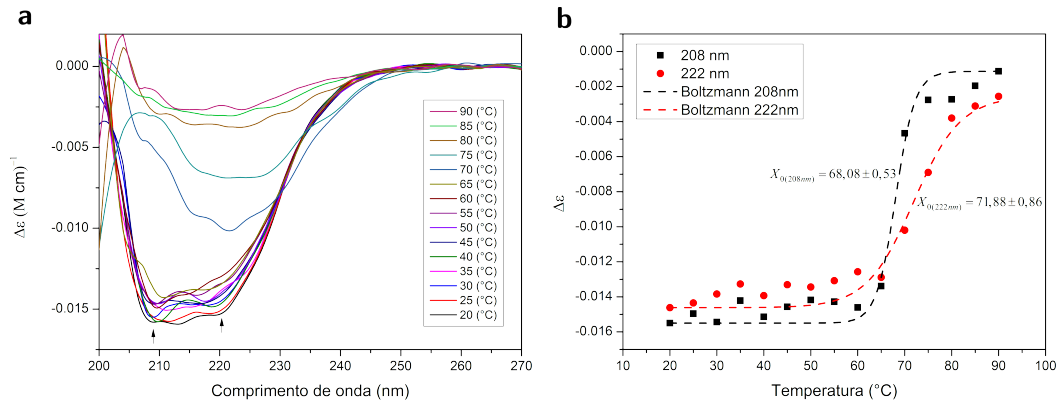 a
0.000
-0.005
-0.010
-0.015
Δε (M cm)⁻¹
200 210 220 230 240 250 260 270
Comprimento de onda (nm)
90 (°C)
85 (°C)
80 (°C)
75 (°C)
70 (°C)
65 (°C)
60 (°C)
55 (°C)
50 (°C)
45 (°C)
40 (°C)
35 (°C)
30 (°C)
25 (°C)
20 (°C)
b
0.000
-0.002
-0.004
-0.006
-0.008
-0.010
-0.012
-0.014
-0.016
Δε
208 nm
222 nm
Boltzmann 208nm
Boltzmann 222nm
X₀₍₂₀₈ₙₘ₎ = 68,08 ± 0,53
X₀₍₂₂₂ₙₘ₎ = 71,88 ± 0,86
10 20 30 40 50 60 70 80 90 100
Temperatura (°C)